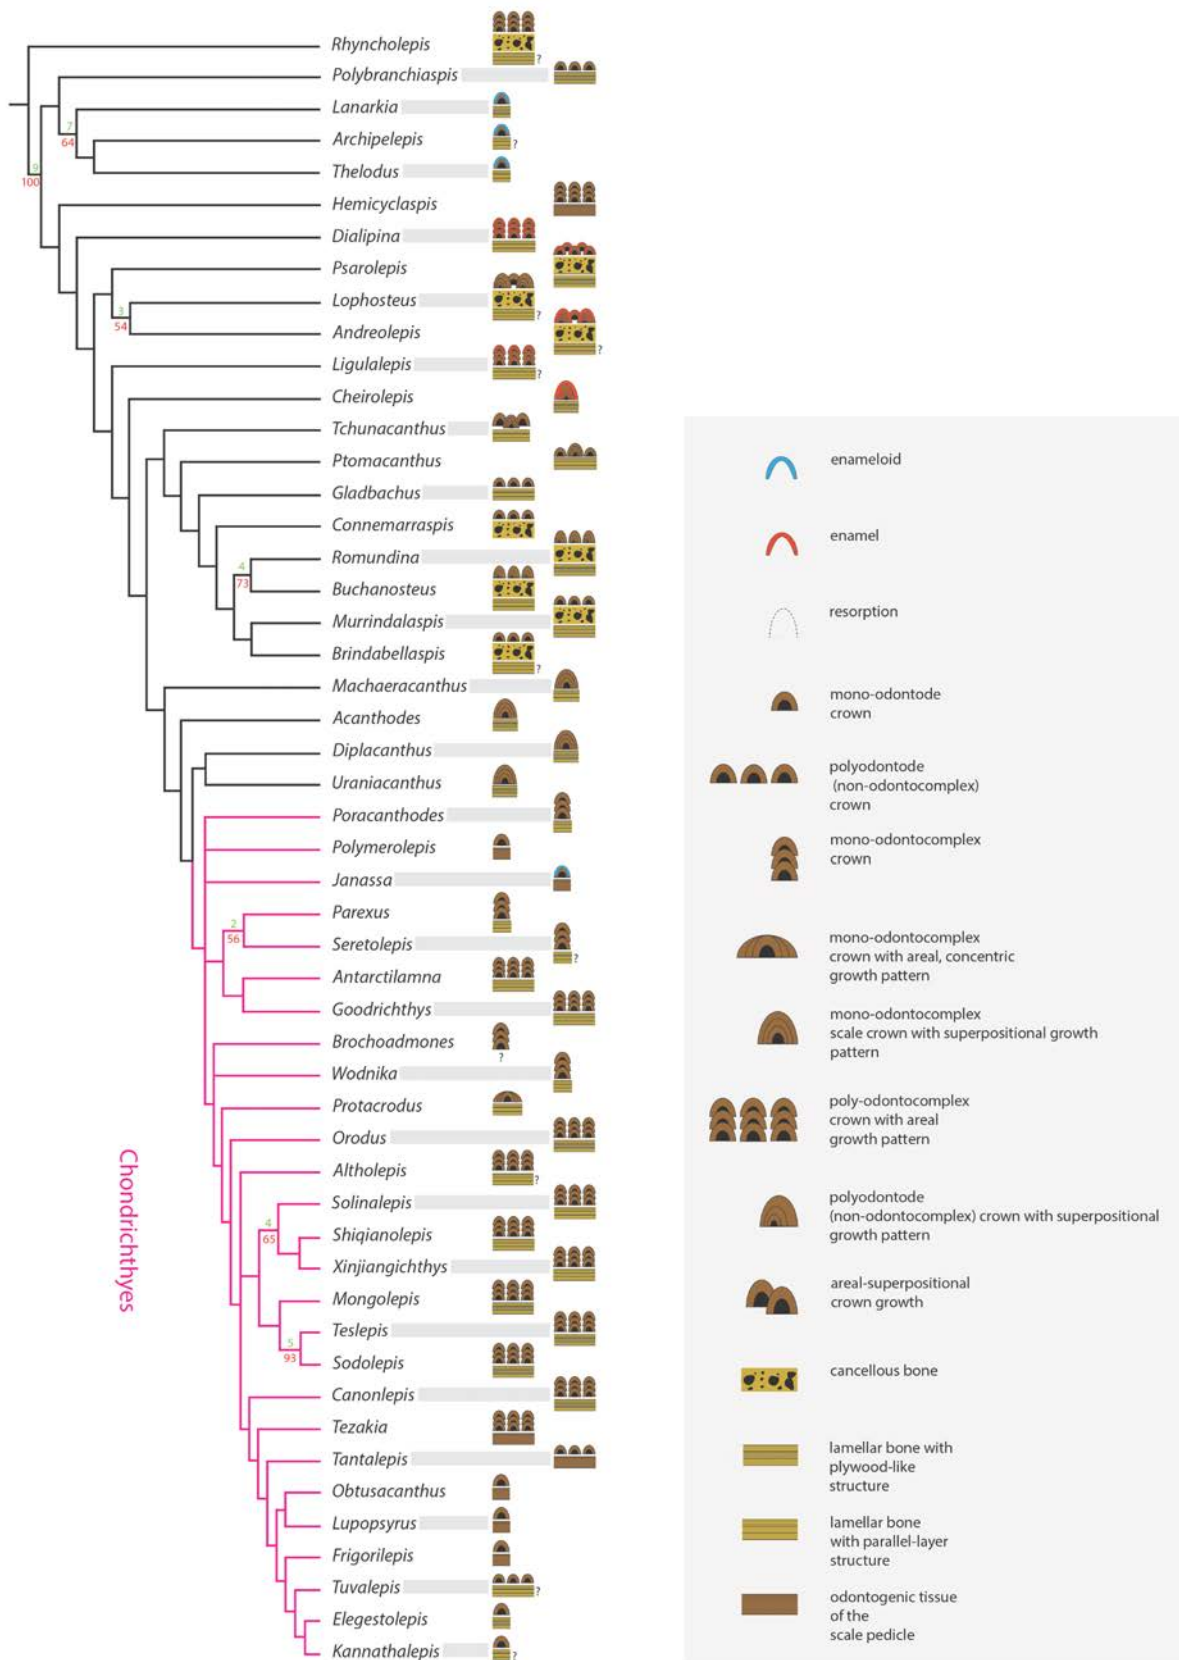 Rhyncholepis
?
Polybranchiaspis
Lanarkia
7
64
Archipelepis
?
Thelodus
9
100
Hemicyclaspis
Dialipina
Psarolepis
Lophosteus
?
3
54
Andreolepis
?
Ligulalepis
?
Cheirolepis
Tchunacanthus
Ptomacanthus
Gladbachus
Connemarraspis
Romundina
4
73
Buchanosteus
Murrindalaspis
Brindabellaspis
?
Machaeracanthus
Acanthodes
Diplacanthus
Uraniacanthus
Poracanthodes
Polymerolepis
Janassa
Parexus
2
56
Seretolepis
?
Antarctilamna
Goodrichthys
Brochoadmones
?
Wodnika
Protacrodus
Orodus
Altholepis
?
Solinalepis
4
65
Shiqianolepis
Xinjiangichthys
Mongolepis
Teslepis
5
93
Sodolepis
Canonlepis
Tezakia
Tantalepis
Obtusacanthus
Lupopsyrus
Frigorilepis
Tuvalepis
?
Elegestolepis
Kannathalepis
?
Chondrichthyes
enameloid
enamel
resorption
mono-odontode
crown
polyodontode
(non-odontocomplex)
crown
mono-odontocomplex
crown
mono-odontocomplex
crown with areal, concentric
growth pattern
mono-odontocomplex
scale crown with superpositional growth
pattern
poly-odontocomplex
crown with areal
growth pattern
polyodontode
(non-odontocomplex) crown with superpositional
growth pattern
areal-superpositional
crown growth
cancellous bone
lamellar bone with
plywood-like
structure
lamellar bone
with parallel-layer
structure
odontogenic tissue
of the
scale pedicle